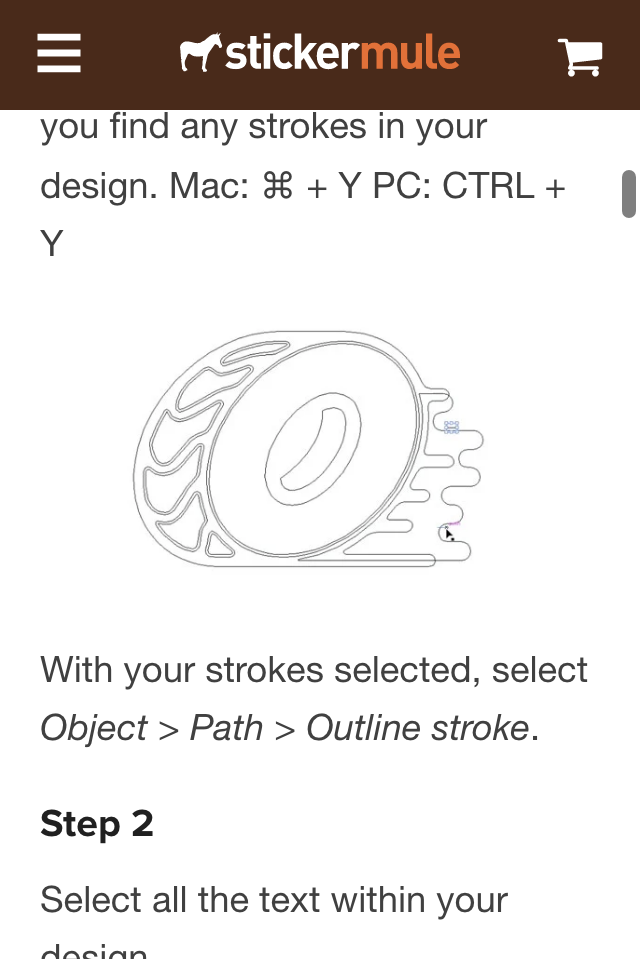 stickermule
you find any strokes in your
design. Mac: ⌘ + Y PC: CTRL +
Y
With your strokes selected, select
Object > Path > Outline stroke.
Step 2
Select all the text within your
design